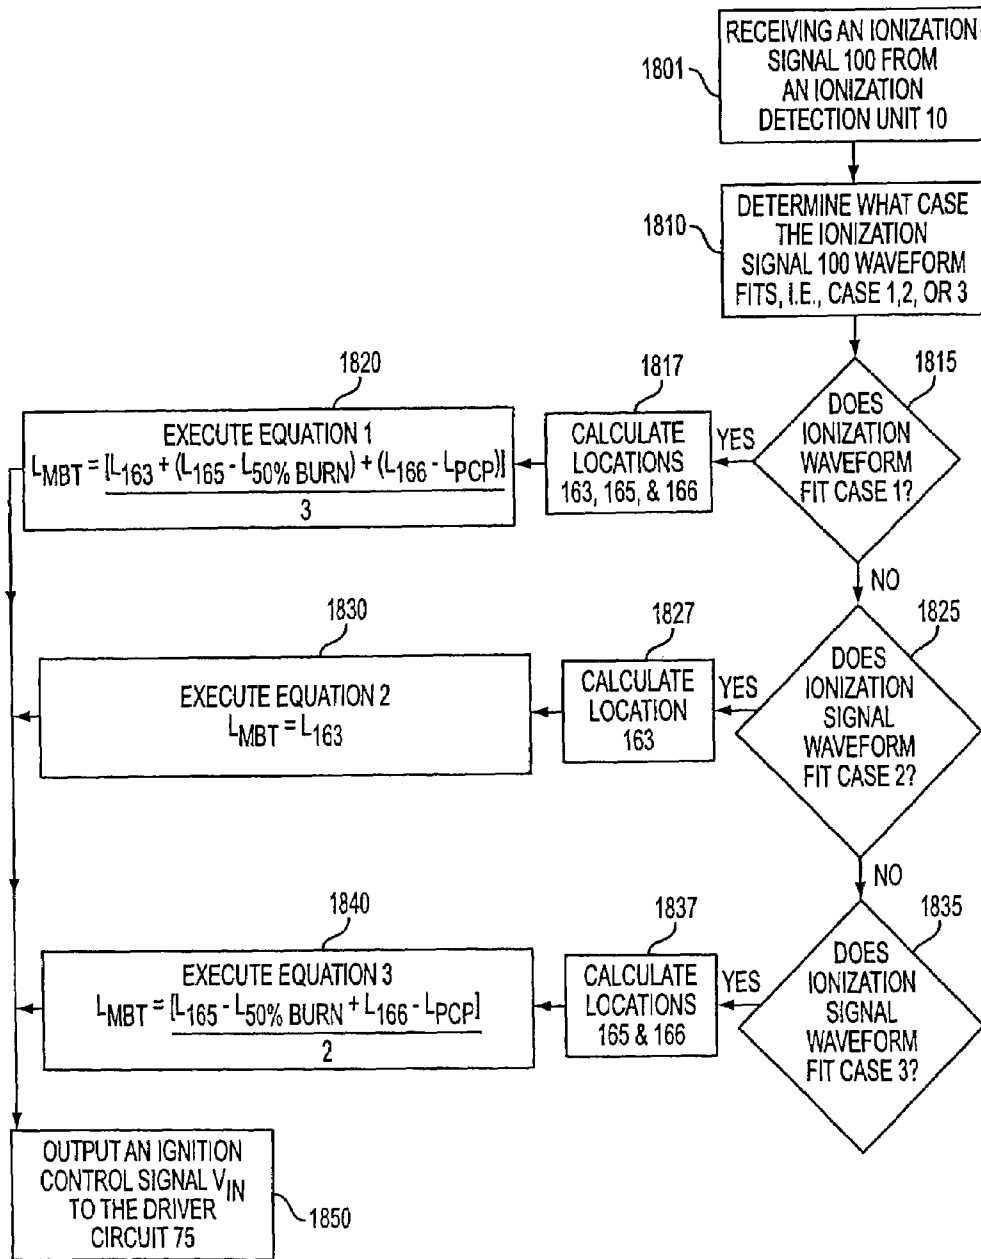 RECEIVING AN IONIZATION
SIGNAL 100 FROM
AN IONIZATION
DETECTION UNIT 10
1801
DETERMINE WHAT CASE
THE IONIZATION
SIGNAL 100 WAVEFORM
FITS, I.E., CASE 1,2, OR 3
1810
1815
DOES
IONIZATION
WAVEFORM
FIT CASE 1?
YES
1817
CALCULATE
LOCATIONS
163, 165, & 166
1820
EXECUTE EQUATION 1
LMBT = [L163 + (L165 - L50% BURN) + (L166 - LPCP)]
3
NO
1825
DOES
IONIZATION
SIGNAL
WAVEFORM
FIT CASE 2?
YES
1827
CALCULATE
LOCATION
163
1830
EXECUTE EQUATION 2
LMBT = L163
NO
1835
DOES
IONIZATION
SIGNAL
WAVEFORM
FIT CASE 3?
YES
1837
CALCULATE
LOCATIONS
165 & 166
1840
EXECUTE EQUATION 3
LMBT = [L165 - L50% BURN + L166 - LPCP]
2
OUTPUT AN IGNITION
CONTROL SIGNAL VIN
TO THE DRIVER
CIRCUIT 75
1850